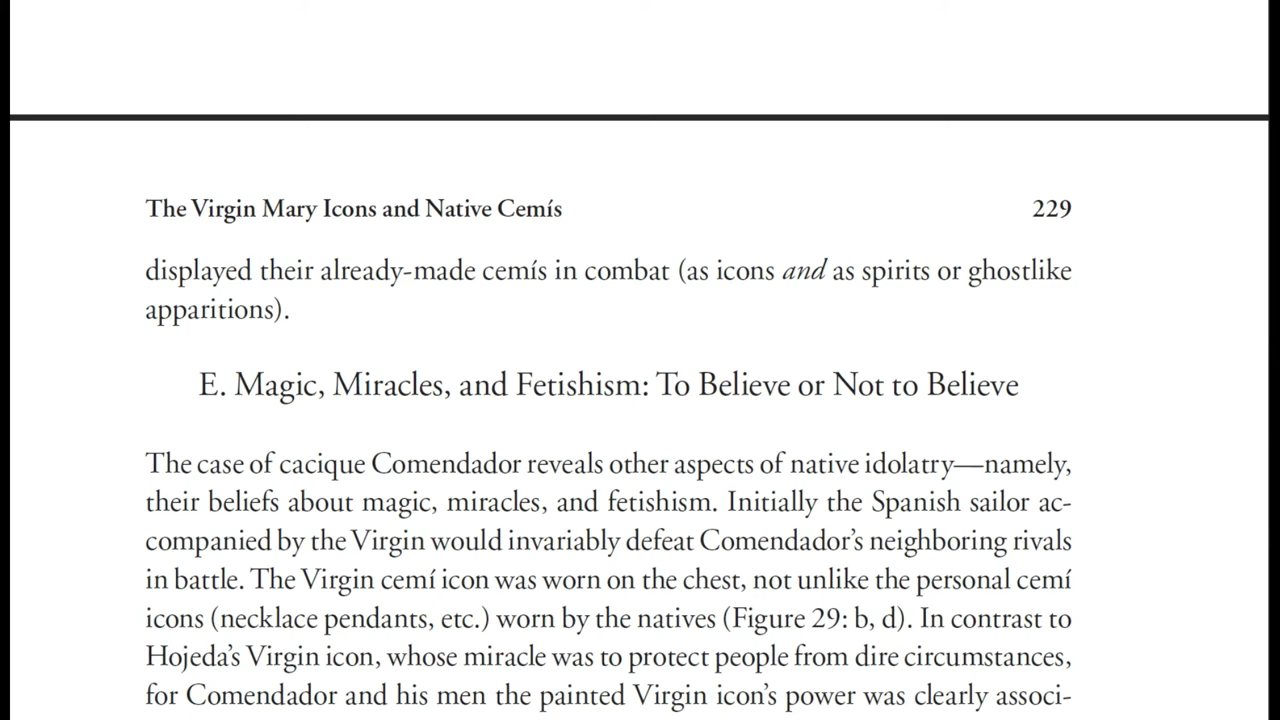 The Virgin Mary Icons and Native Cemís 229
displayed their already-made cemís in combat (as icons and as spirits or ghostlike
apparitions).
E. Magic, Miracles, and Fetishism: To Believe or Not to Believe
The case of cacique Comendador reveals other aspects of native idolatry—namely,
their beliefs about magic, miracles, and fetishism. Initially the Spanish sailor ac-
companied by the Virgin would invariably defeat Comendador's neighboring rivals
in battle. The Virgin cemí icon was worn on the chest, not unlike the personal cemí
icons (necklace pendants, etc.) worn by the natives (Figure 29: b, d). In contrast to
Hojeda's Virgin icon, whose miracle was to protect people from dire circumstances,
for Comendador and his men the painted Virgin icon's power was clearly associ-